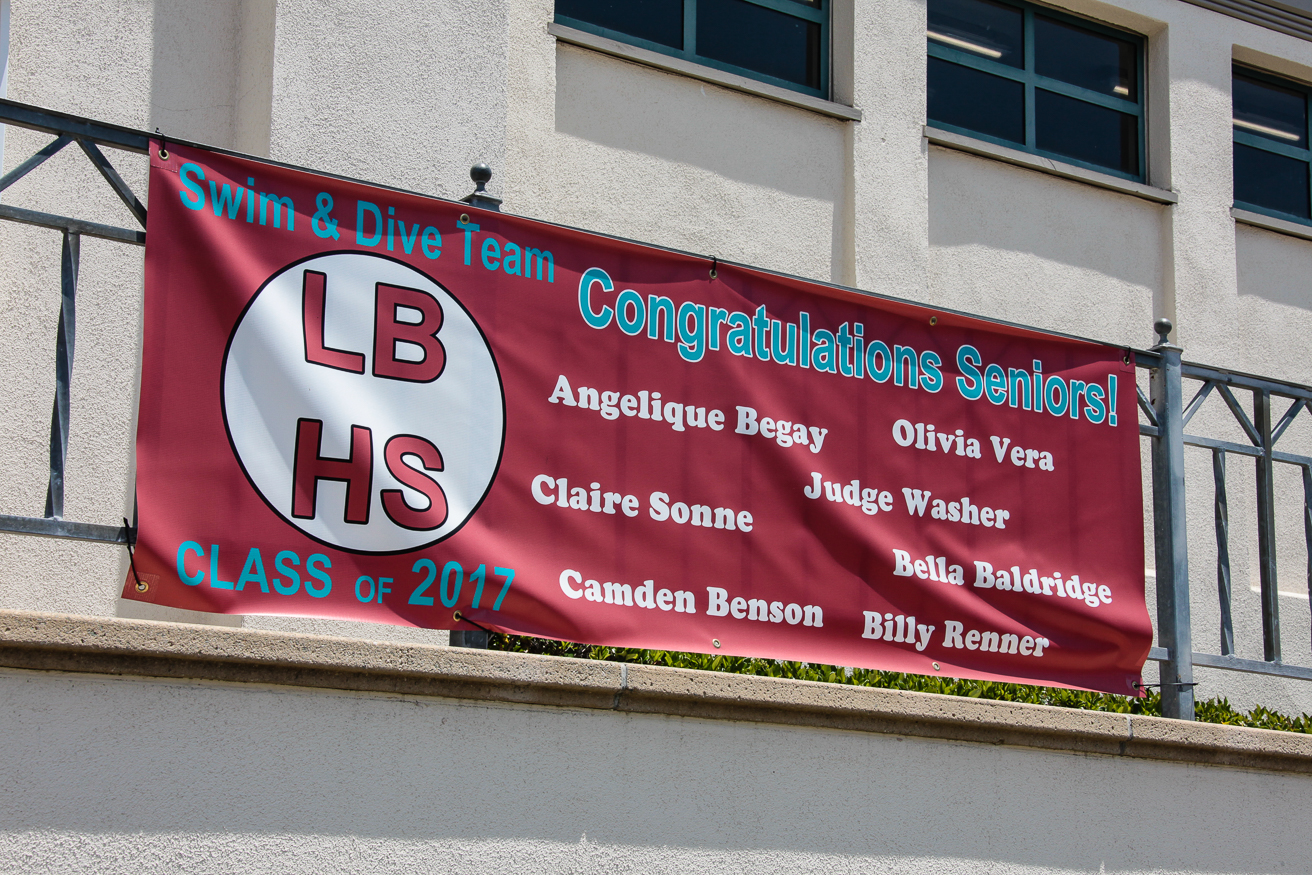 Swim & Dive Team
LB
HS
CLASS OF 2017
Congratulations Seniors!
Angelique Begay
Olivia Vera
Claire Sonne
Judge Washer
Bella Baldridge
Camden Benson
Billy Renner